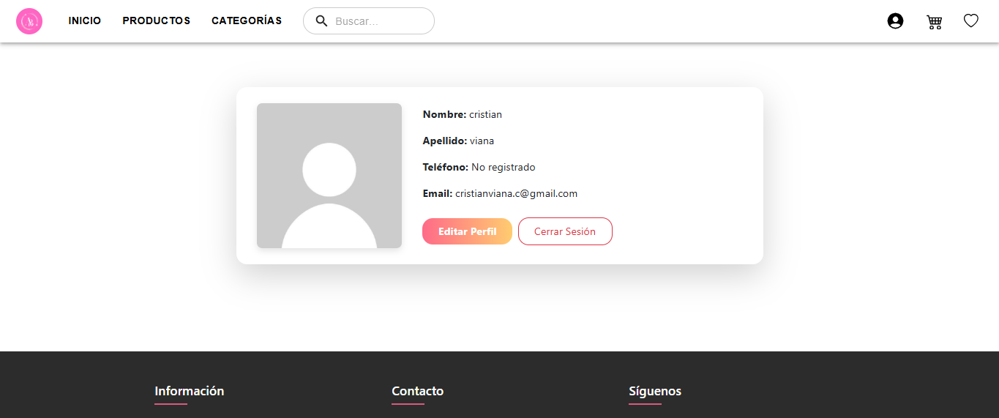 INICIO PRODUCTOS CATEGORÍAS Buscar...
Nombre: cristian
Apellido: viana
Teléfono: No registrado
Email: cristianviana.c@gmail.com
Editar Perfil Cerrar Sesión
Información Contacto Síguenos